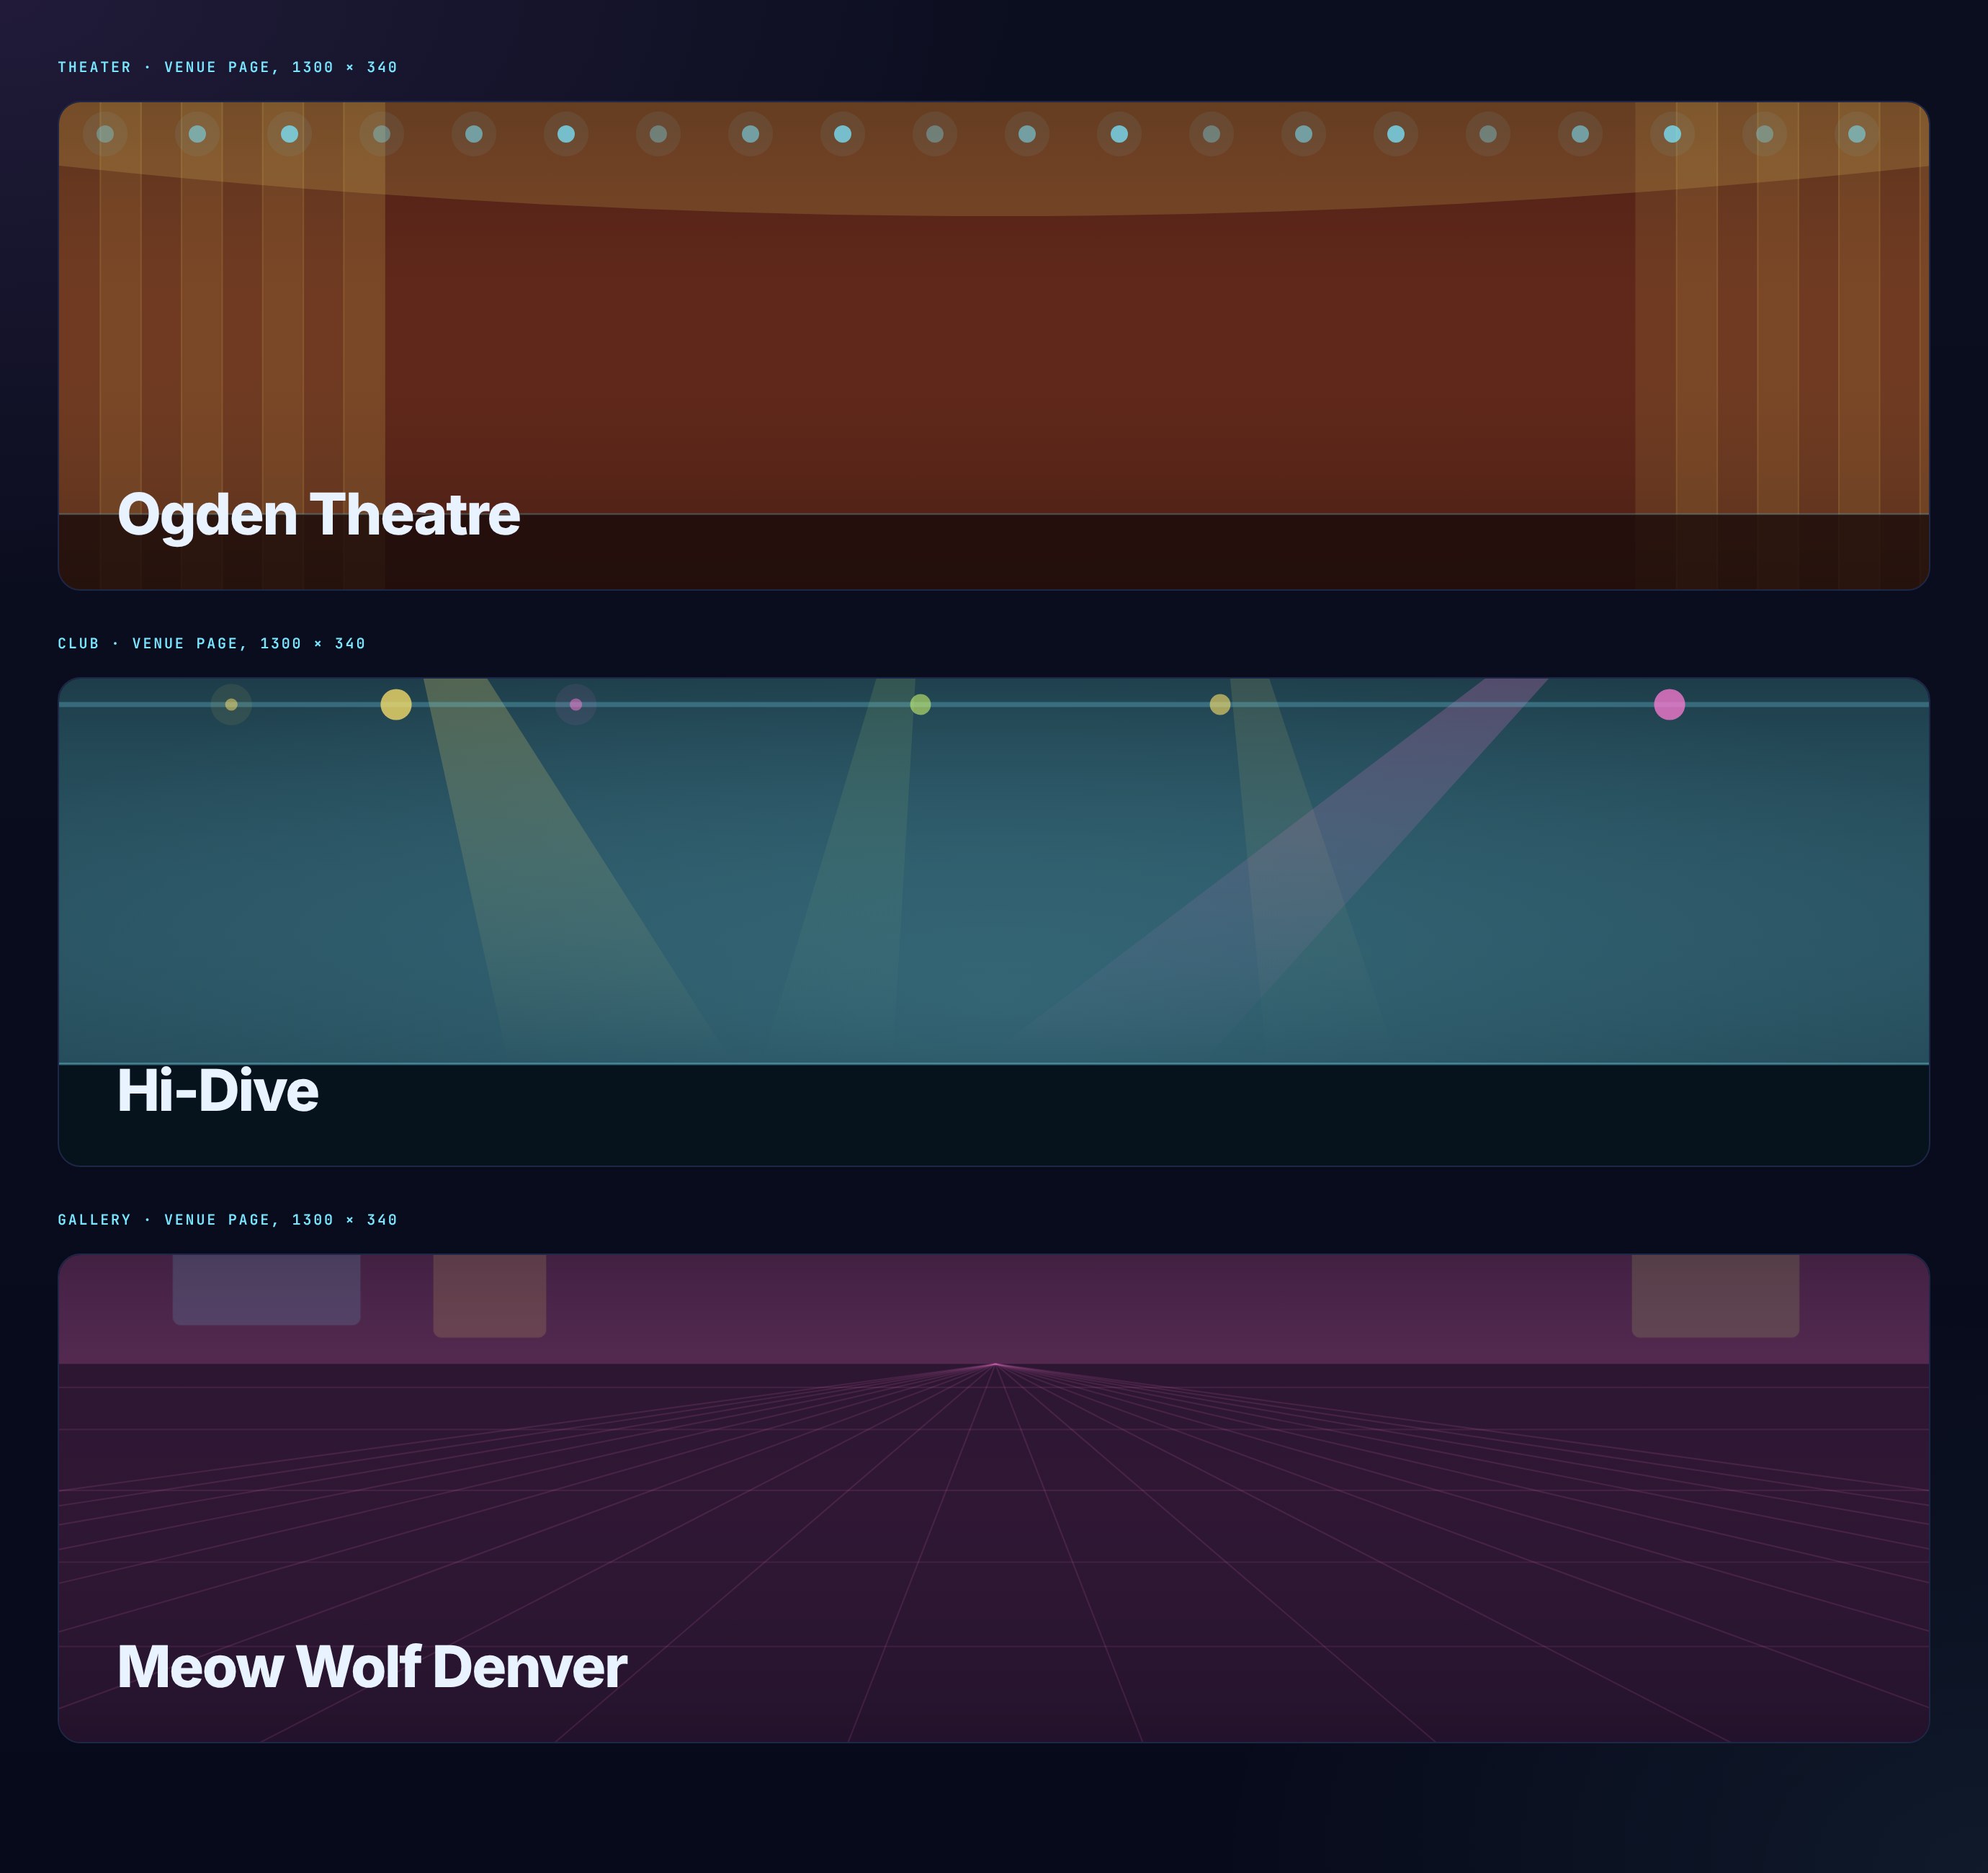 THEATER · VENUE PAGE, 1300 × 340
Ogden Theatre
CLUB · VENUE PAGE, 1300 × 340
Hi-Dive
GALLERY · VENUE PAGE, 1300 × 340
Meow Wolf Denver